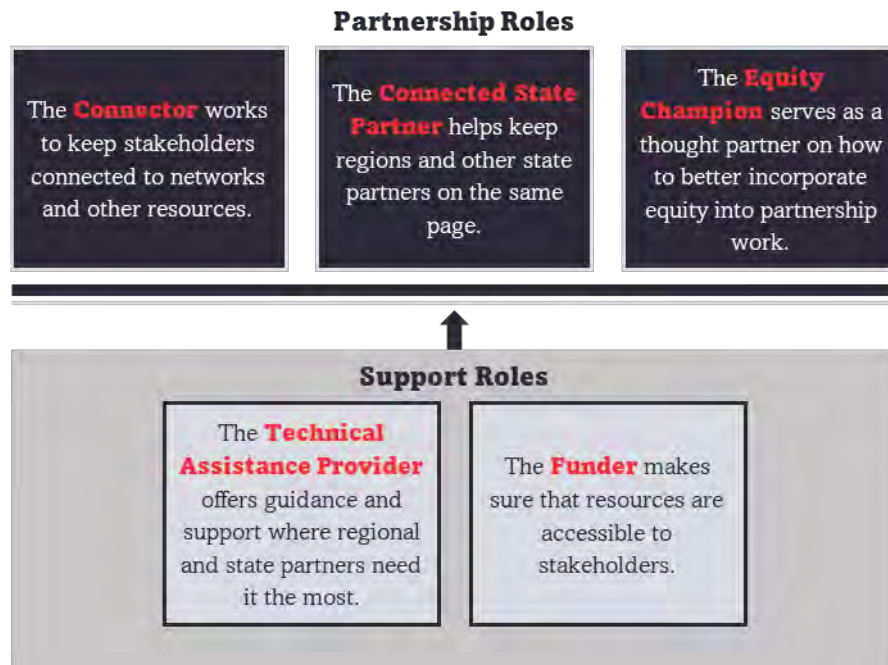 Partnership Roles
The Connector works
to keep stakeholders
connected to networks
and other resources.
The Connected State
Partner helps keep
regions and other state
partners on the same
page.
The Equity
Champion serves as a
thought partner on how
to better incorporate
equity into partnership
work.
Support Roles
The Technical
Assistance Provider
offers guidance and
support where regional
and state partners need
it the most.
The Funder makes
sure that resources are
accessible to
stakeholders.